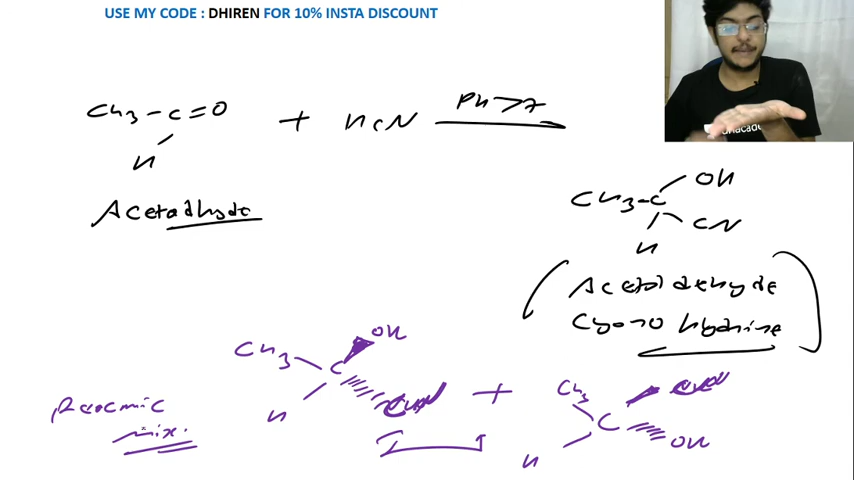 USE MY CODE : DHIREN FOR 10% INSTA DISCOUNT
CH3-C=O + HCN PH>7
H
Acetadhyde
OH
CH3-C
CN
H
Acetaldehyde
Cyano hydrine
OH
CH3
C
H
+
CH3
C
OH
H
Racemic
mix.